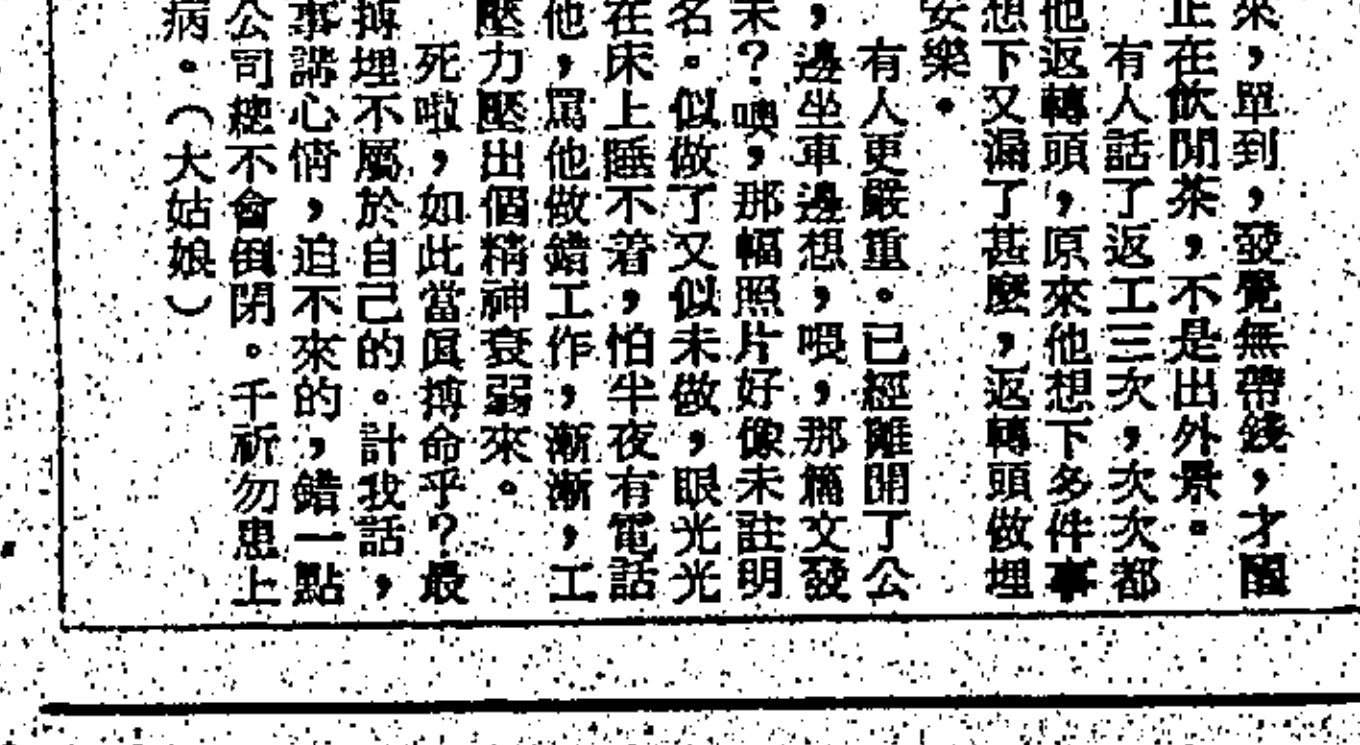 來，單到，發覺無帶錢，才醒
正在飲閒茶，不是出外景。
有人話了返工三次，次次都
他返轉頭，原來他想下多件事
想下又漏了甚麼，返轉頭做埋
安樂。
有人更嚴重。已經離開了公
，邊坐車邊想，喂，那篇文發
未？噢，那幅照片好像未註明
名。似做了又似未做，眼光光
在床上睡不着，怕半夜有電話
他，罵他做錯工作，漸漸，工
壓力壓出個精神衰弱來。
死㗎，如此當眞搏命乎？最
搏埋不屬於自己的。計我話，
事講心情，迫不來的，錯一點
公司總不會倒閉。千祈勿患上
病。（大姑娘）